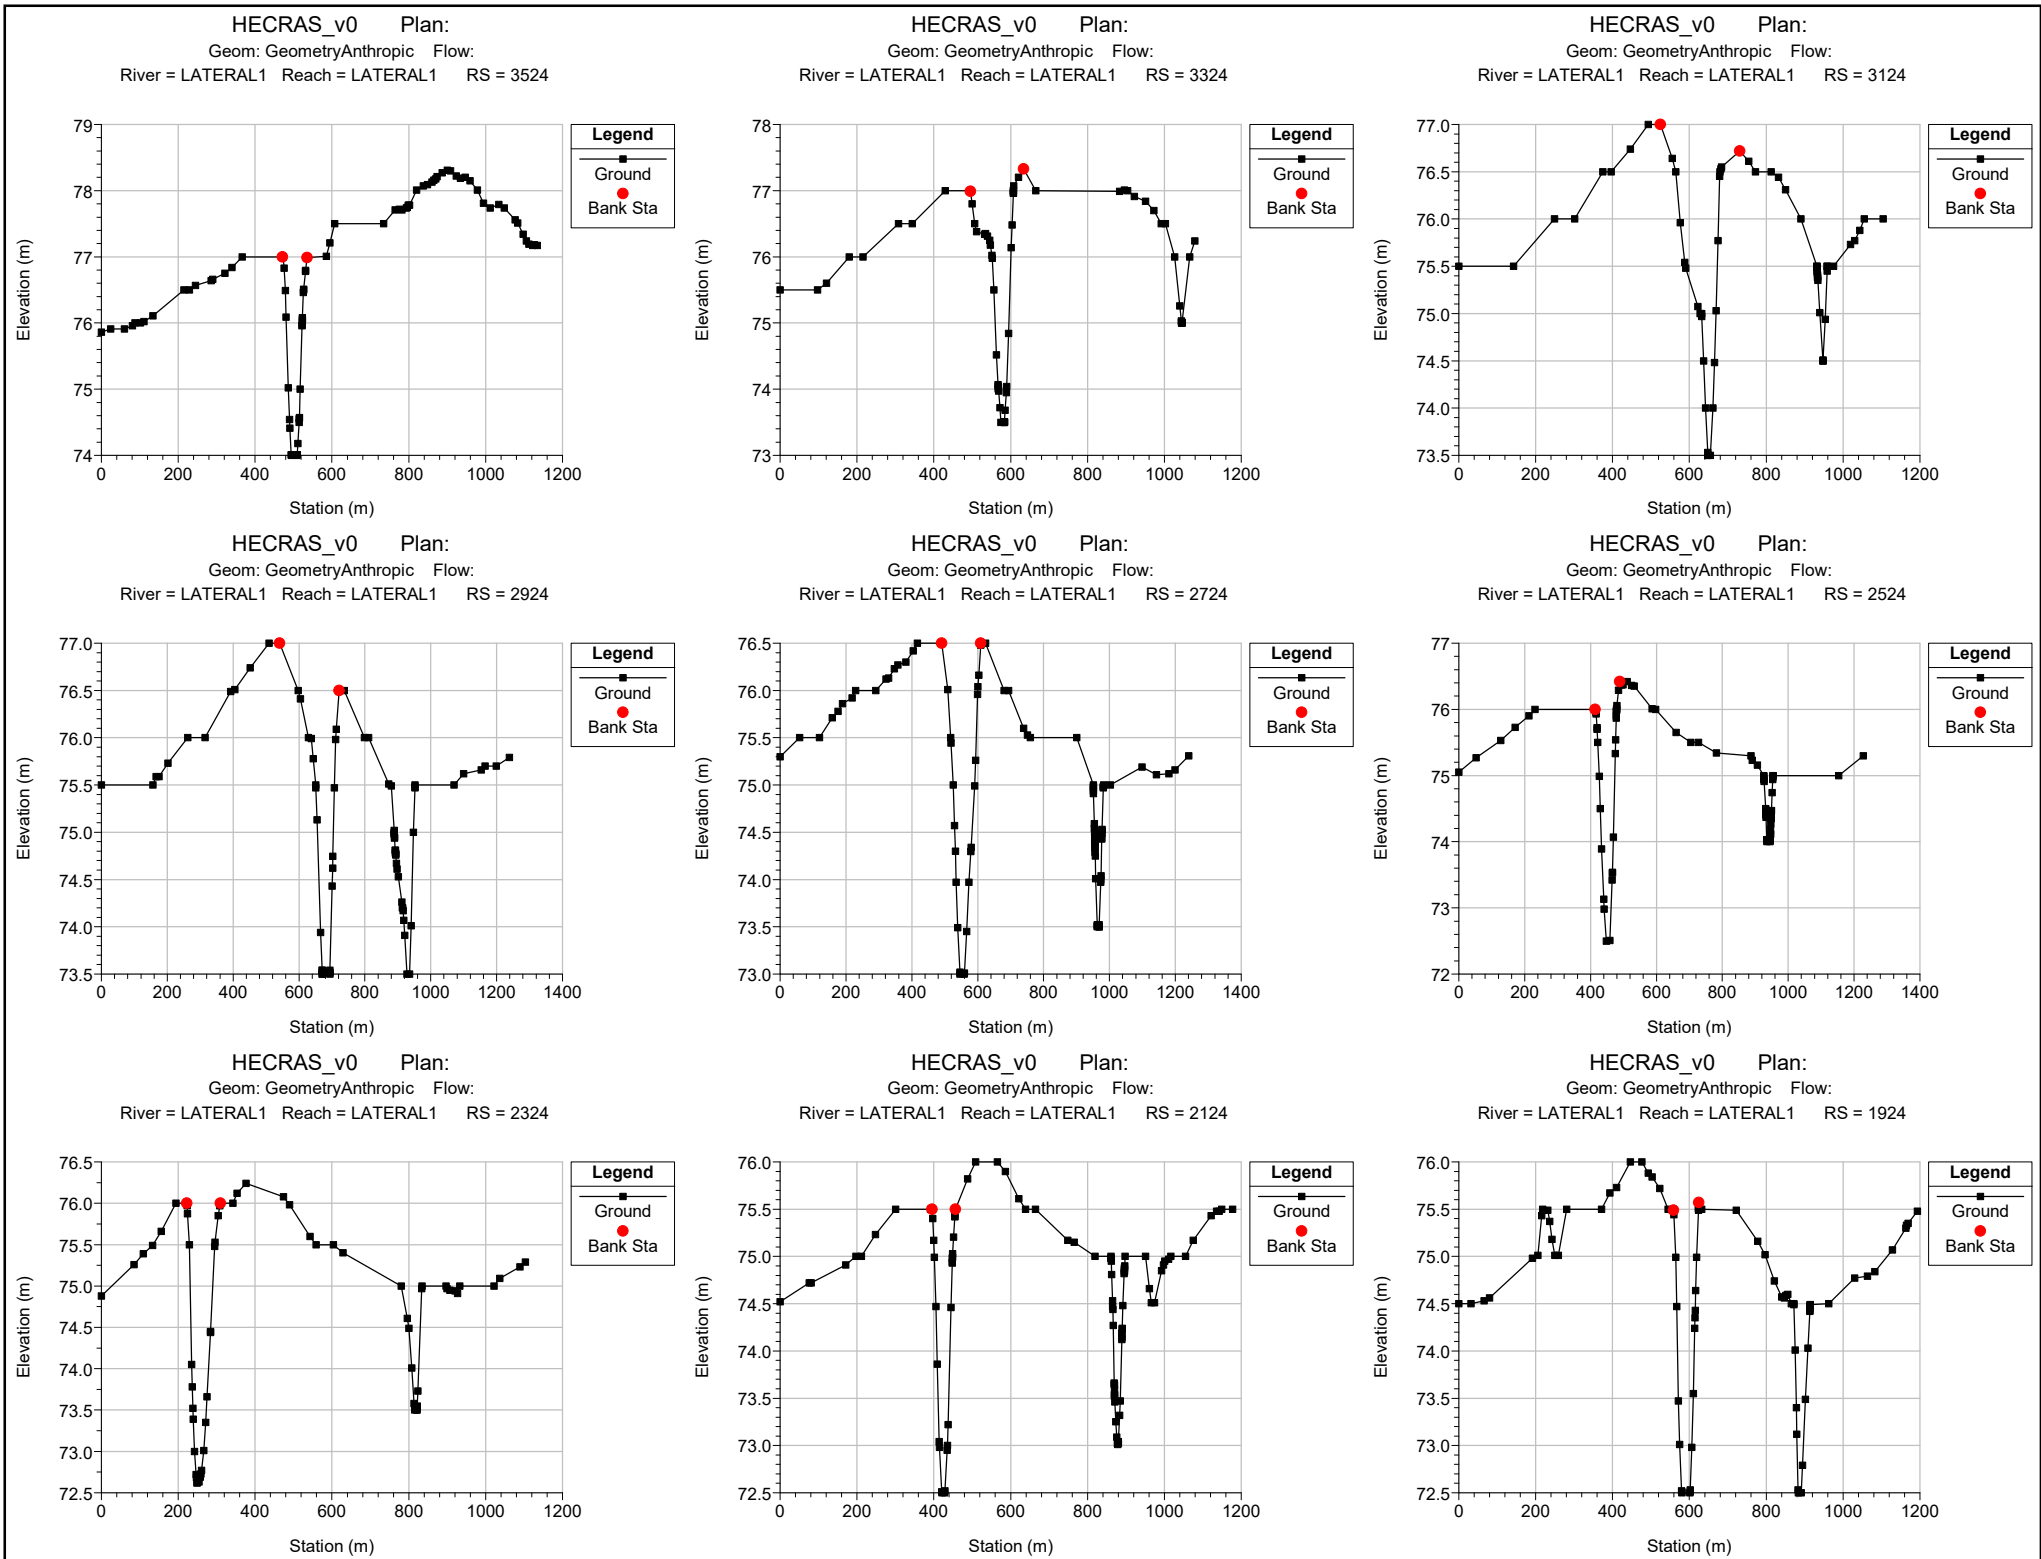 HECRAS_v0 Plan:
Geom: GeometryAnthropic Flow:
River = LATERAL1 Reach = LATERAL1 RS = 3524
79
78
77
76
75
74
0 200 400 600 800 1000 1200
Elevation (m)
Station (m)
Legend
Ground
Bank Sta
HECRAS_v0 Plan:
Geom: GeometryAnthropic Flow:
River = LATERAL1 Reach = LATERAL1 RS = 3324
78
77
76
75
74
73
0 200 400 600 800 1000 1200
Elevation (m)
Station (m)
Legend
Ground
Bank Sta
HECRAS_v0 Plan:
Geom: GeometryAnthropic Flow:
River = LATERAL1 Reach = LATERAL1 RS = 3124
77.0
76.5
76.0
75.5
75.0
74.5
74.0
73.5
0 200 400 600 800 1000 1200
Elevation (m)
Station (m)
Legend
Ground
Bank Sta
HECRAS_v0 Plan:
Geom: GeometryAnthropic Flow:
River = LATERAL1 Reach = LATERAL1 RS = 2924
77.0
76.5
76.0
75.5
75.0
74.5
74.0
73.5
0 200 400 600 800 1000 1200 1400
Elevation (m)
Station (m)
Legend
Ground
Bank Sta
HECRAS_v0 Plan:
Geom: GeometryAnthropic Flow:
River = LATERAL1 Reach = LATERAL1 RS = 2724
76.5
76.0
75.5
75.0
74.5
74.0
73.5
73.0
0 200 400 600 800 1000 1200 1400
Elevation (m)
Station (m)
Legend
Ground
Bank Sta
HECRAS_v0 Plan:
Geom: GeometryAnthropic Flow:
River = LATERAL1 Reach = LATERAL1 RS = 2524
77
76
75
74
73
72
0 200 400 600 800 1000 1200 1400
Elevation (m)
Station (m)
Legend
Ground
Bank Sta
HECRAS_v0 Plan:
Geom: GeometryAnthropic Flow:
River = LATERAL1 Reach = LATERAL1 RS = 2324
76.5
76.0
75.5
75.0
74.5
74.0
73.5
73.0
72.5
0 200 400 600 800 1000 1200
Elevation (m)
Station (m)
Legend
Ground
Bank Sta
HECRAS_v0 Plan:
Geom: GeometryAnthropic Flow:
River = LATERAL1 Reach = LATERAL1 RS = 2124
76.0
75.5
75.0
74.5
74.0
73.5
73.0
72.5
0 200 400 600 800 1000 1200
Elevation (m)
Station (m)
Legend
Ground
Bank Sta
HECRAS_v0 Plan:
Geom: GeometryAnthropic Flow:
River = LATERAL1 Reach = LATERAL1 RS = 1924
76.0
75.5
75.0
74.5
74.0
73.5
73.0
72.5
0 200 400 600 800 1000 1200
Elevation (m)
Station (m)
Legend
Ground
Bank Sta